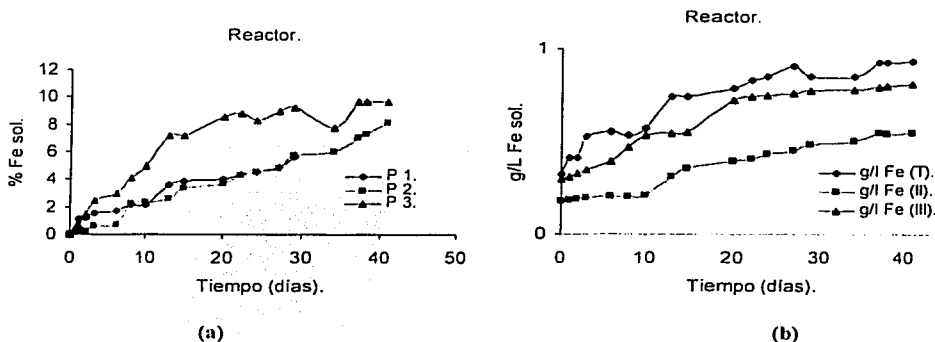 Reactor.
% Fe sol.
12
10
8
6
4
2
0
P 1.
P 2.
P 3.
0
10
20
30
40
50
Tiempo (días).
(a)
Reactor.
g/L Fe sol.
1
0
g/l Fe (T).
g/l Fe (II).
g/l Fe (III).
0
10
20
30
40
Tiempo (días).
(b)